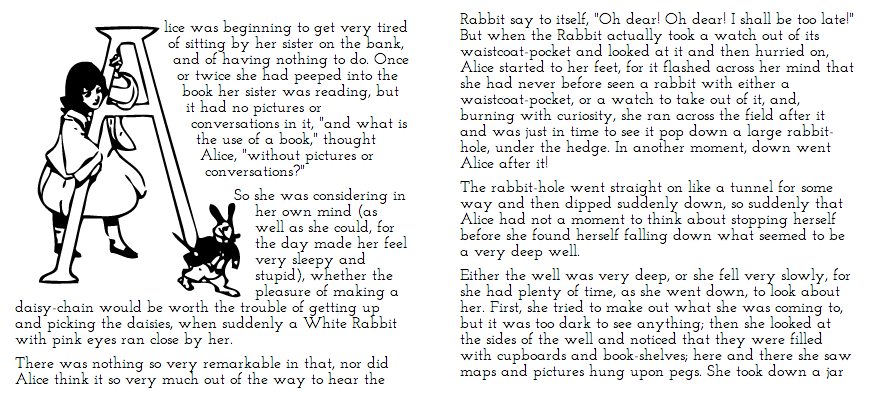 Alice was beginning to get very tired
of sitting by her sister on the bank,
and of having nothing to do. Once
or twice she had peeped into the
book her sister was reading, but
it had no pictures or
conversations in it, "and what is
the use of a book," thought
Alice, "without pictures or
conversations?"
So she was considering in
her own mind (as
well as she could, for
the day made her feel
very sleepy and
stupid), whether the
pleasure of making a
daisy-chain would be worth the trouble of getting up
and picking the daisies, when suddenly a White Rabbit
with pink eyes ran close by her.
There was nothing so very remarkable in that, nor did
Alice think it so very much out of the way to hear the
Rabbit say to itself, "Oh dear! Oh dear! I shall be too late!"
But when the Rabbit actually took a watch out of its
waistcoat-pocket and looked at it and then hurried on,
Alice started to her feet, for it flashed across her mind that
she had never before seen a rabbit with either a
waistcoat-pocket, or a watch to take out of it, and,
burning with curiosity, she ran across the field after it
and was just in time to see it pop down a large rabbit-
hole, under the hedge. In another moment, down went
Alice after it!
The rabbit-hole went straight on like a tunnel for some
way and then dipped suddenly down, so suddenly that
Alice had not a moment to think about stopping herself
before she found herself falling down what seemed to be
a very deep well.
Either the well was very deep, or she fell very slowly, for
she had plenty of time, as she went down, to look about
her. First, she tried to make out what she was coming to,
but it was too dark to see anything; then she looked at
the sides of the well and noticed that they were filled
with cupboards and book-shelves; here and there she saw
maps and pictures hung upon pegs. She took down a jar